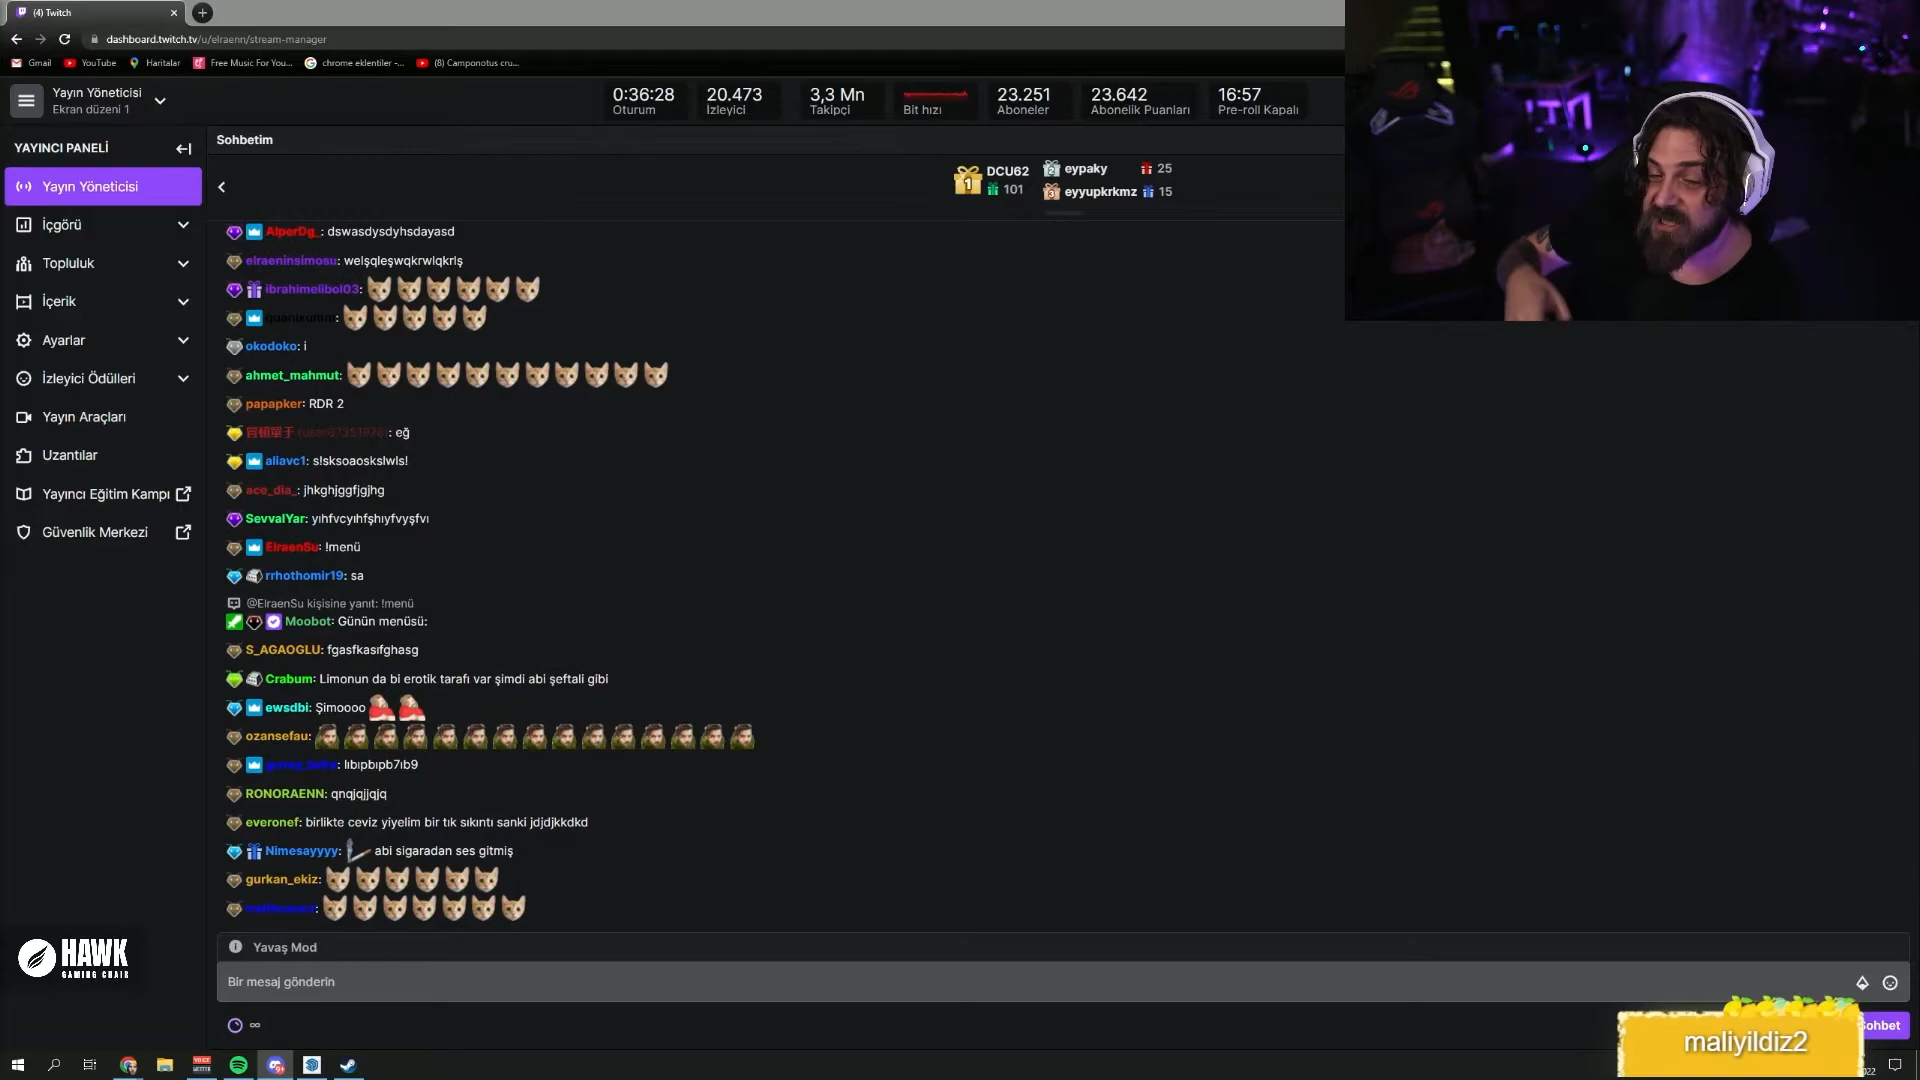 (4) Twitch
dashboard.twitch.tv/u/elraenn/stream-manager
Gmail YouTube Haritalar Free Music For You... chrome eklentiler -... (8) Camponotus cru...
Yayın Yöneticisi
Ekran düzeni 1
0:36:28 20.473 3,3 Mn 23.251 23.642 16:57
Oturum İzleyici Takipçi Bit hızı Aboneler Abonelik Puanları Pre-roll Kapalı
YAYINCI PANELİ
Yayın Yöneticisi
İçgörü
Topluluk
İçerik
Ayarlar
İzleyici Ödülleri
Yayın Araçları
Uzantılar
Yayıncı Eğitim Kampı
Güvenlik Merkezi
Sohbetim
1 DCU62 101
2 eypaky 25
3 eyyupkrkmz 15
AlperDg_: dswasdysdyhsdayasd
elraeninsimosu: welşqleşwqkrwlqkrlş
ibrahimelibol03:
quanixumm:
okodoko: i
ahmet_mahmut:
papapker: RDR 2
: eğ
aliavc1: s!sksoaoskslwls!
ace_dia_: jhkghjggfjgjhg
SevvalYar: yıhfvcyıhfşhıyfvyşfvı
ElraenSu: !menü
rrhothomir19: sa
@ElraenSu kişisine yanıt: !menü
Moobot: Günün menüsü:
S_AGAOGLU: fgasfkasıfghasg
Crabum: Limonun da bi erotik tarafı var şimdi abi şeftali gibi
ewsdbi: Şimoooo
ozansefau:
: lıbıpbıpb7ıb9
RONORAENN: qnqjqjjqjq
everonef: birlikte ceviz yiyelim bir tık sıkıntı sanki jdjdjkkdkd
Nimesayyyy: abi sigaradan ses gitmiş
gurkan_ekiz:
Yavaş Mod
Bir mesaj gönderin
∞
Sohbet
HAWK
GAMING CHAIR
maliyildiz2